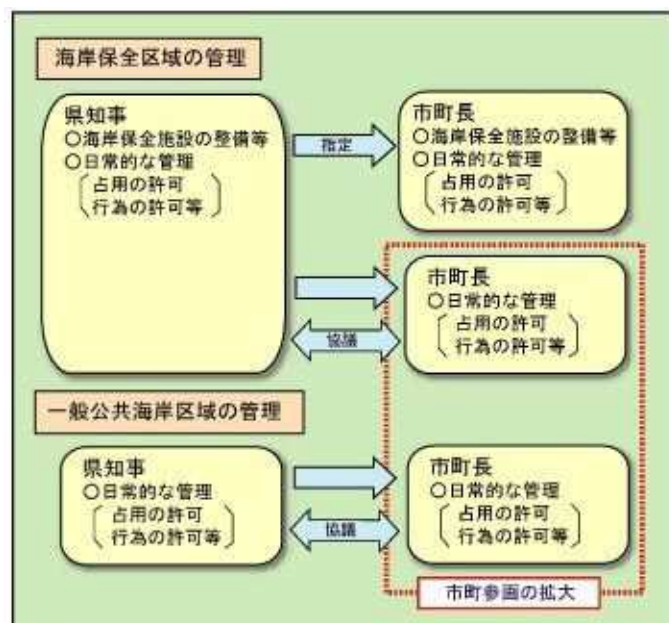 海岸保全区域の管理
県知事
○海岸保全施設の整備等
○日常的な管理
占用の許可
行為の許可等
指定
市町長
○海岸保全施設の整備等
○日常的な管理
占用の許可
行為の許可等
市町長
○日常的な管理
占用の許可
行為の許可等
協議
一般公共海岸区域の管理
県知事
○日常的な管理
占用の許可
行為の許可等
協議
市町長
○日常的な管理
占用の許可
行為の許可等
市町参画の拡大